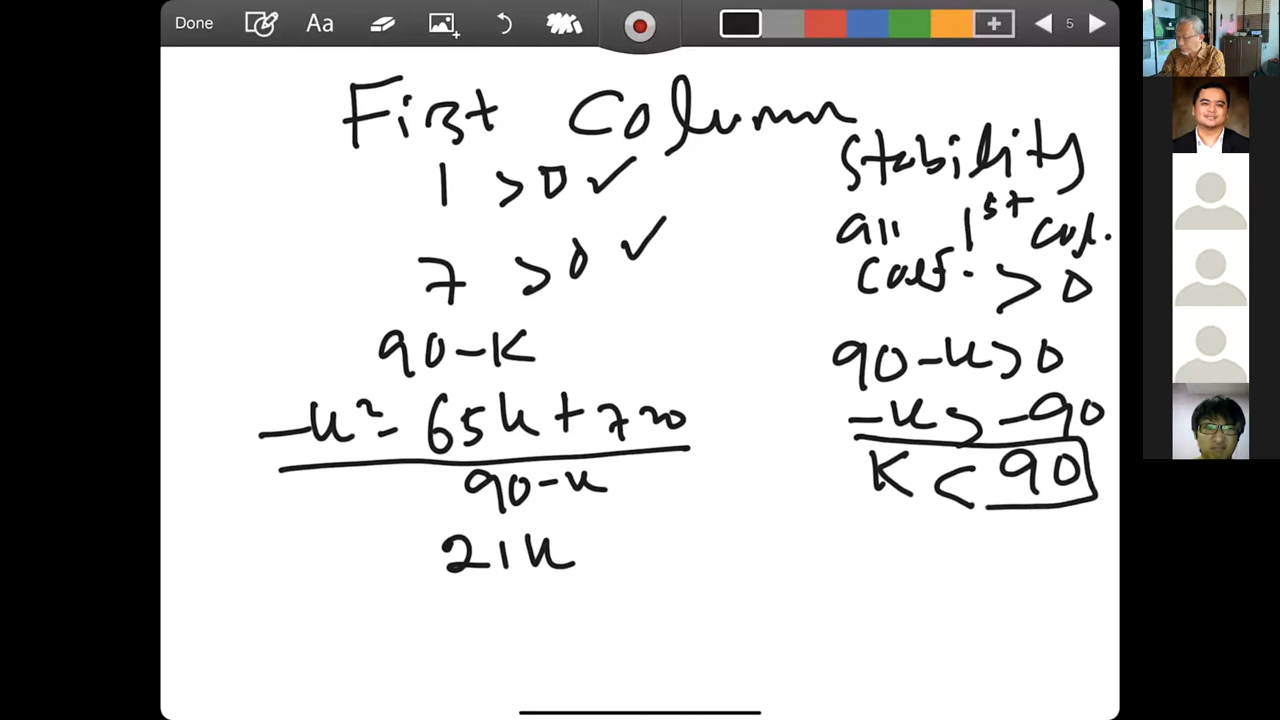 Done
Aa
5
First Column
1 > 0 ✓
7 > 0 ✓
90 - K
-K² - 65K + 720
90 - K
21K
Stability
all 1st col.
coef. > 0
90 - K > 0
-K > -90
K < 90